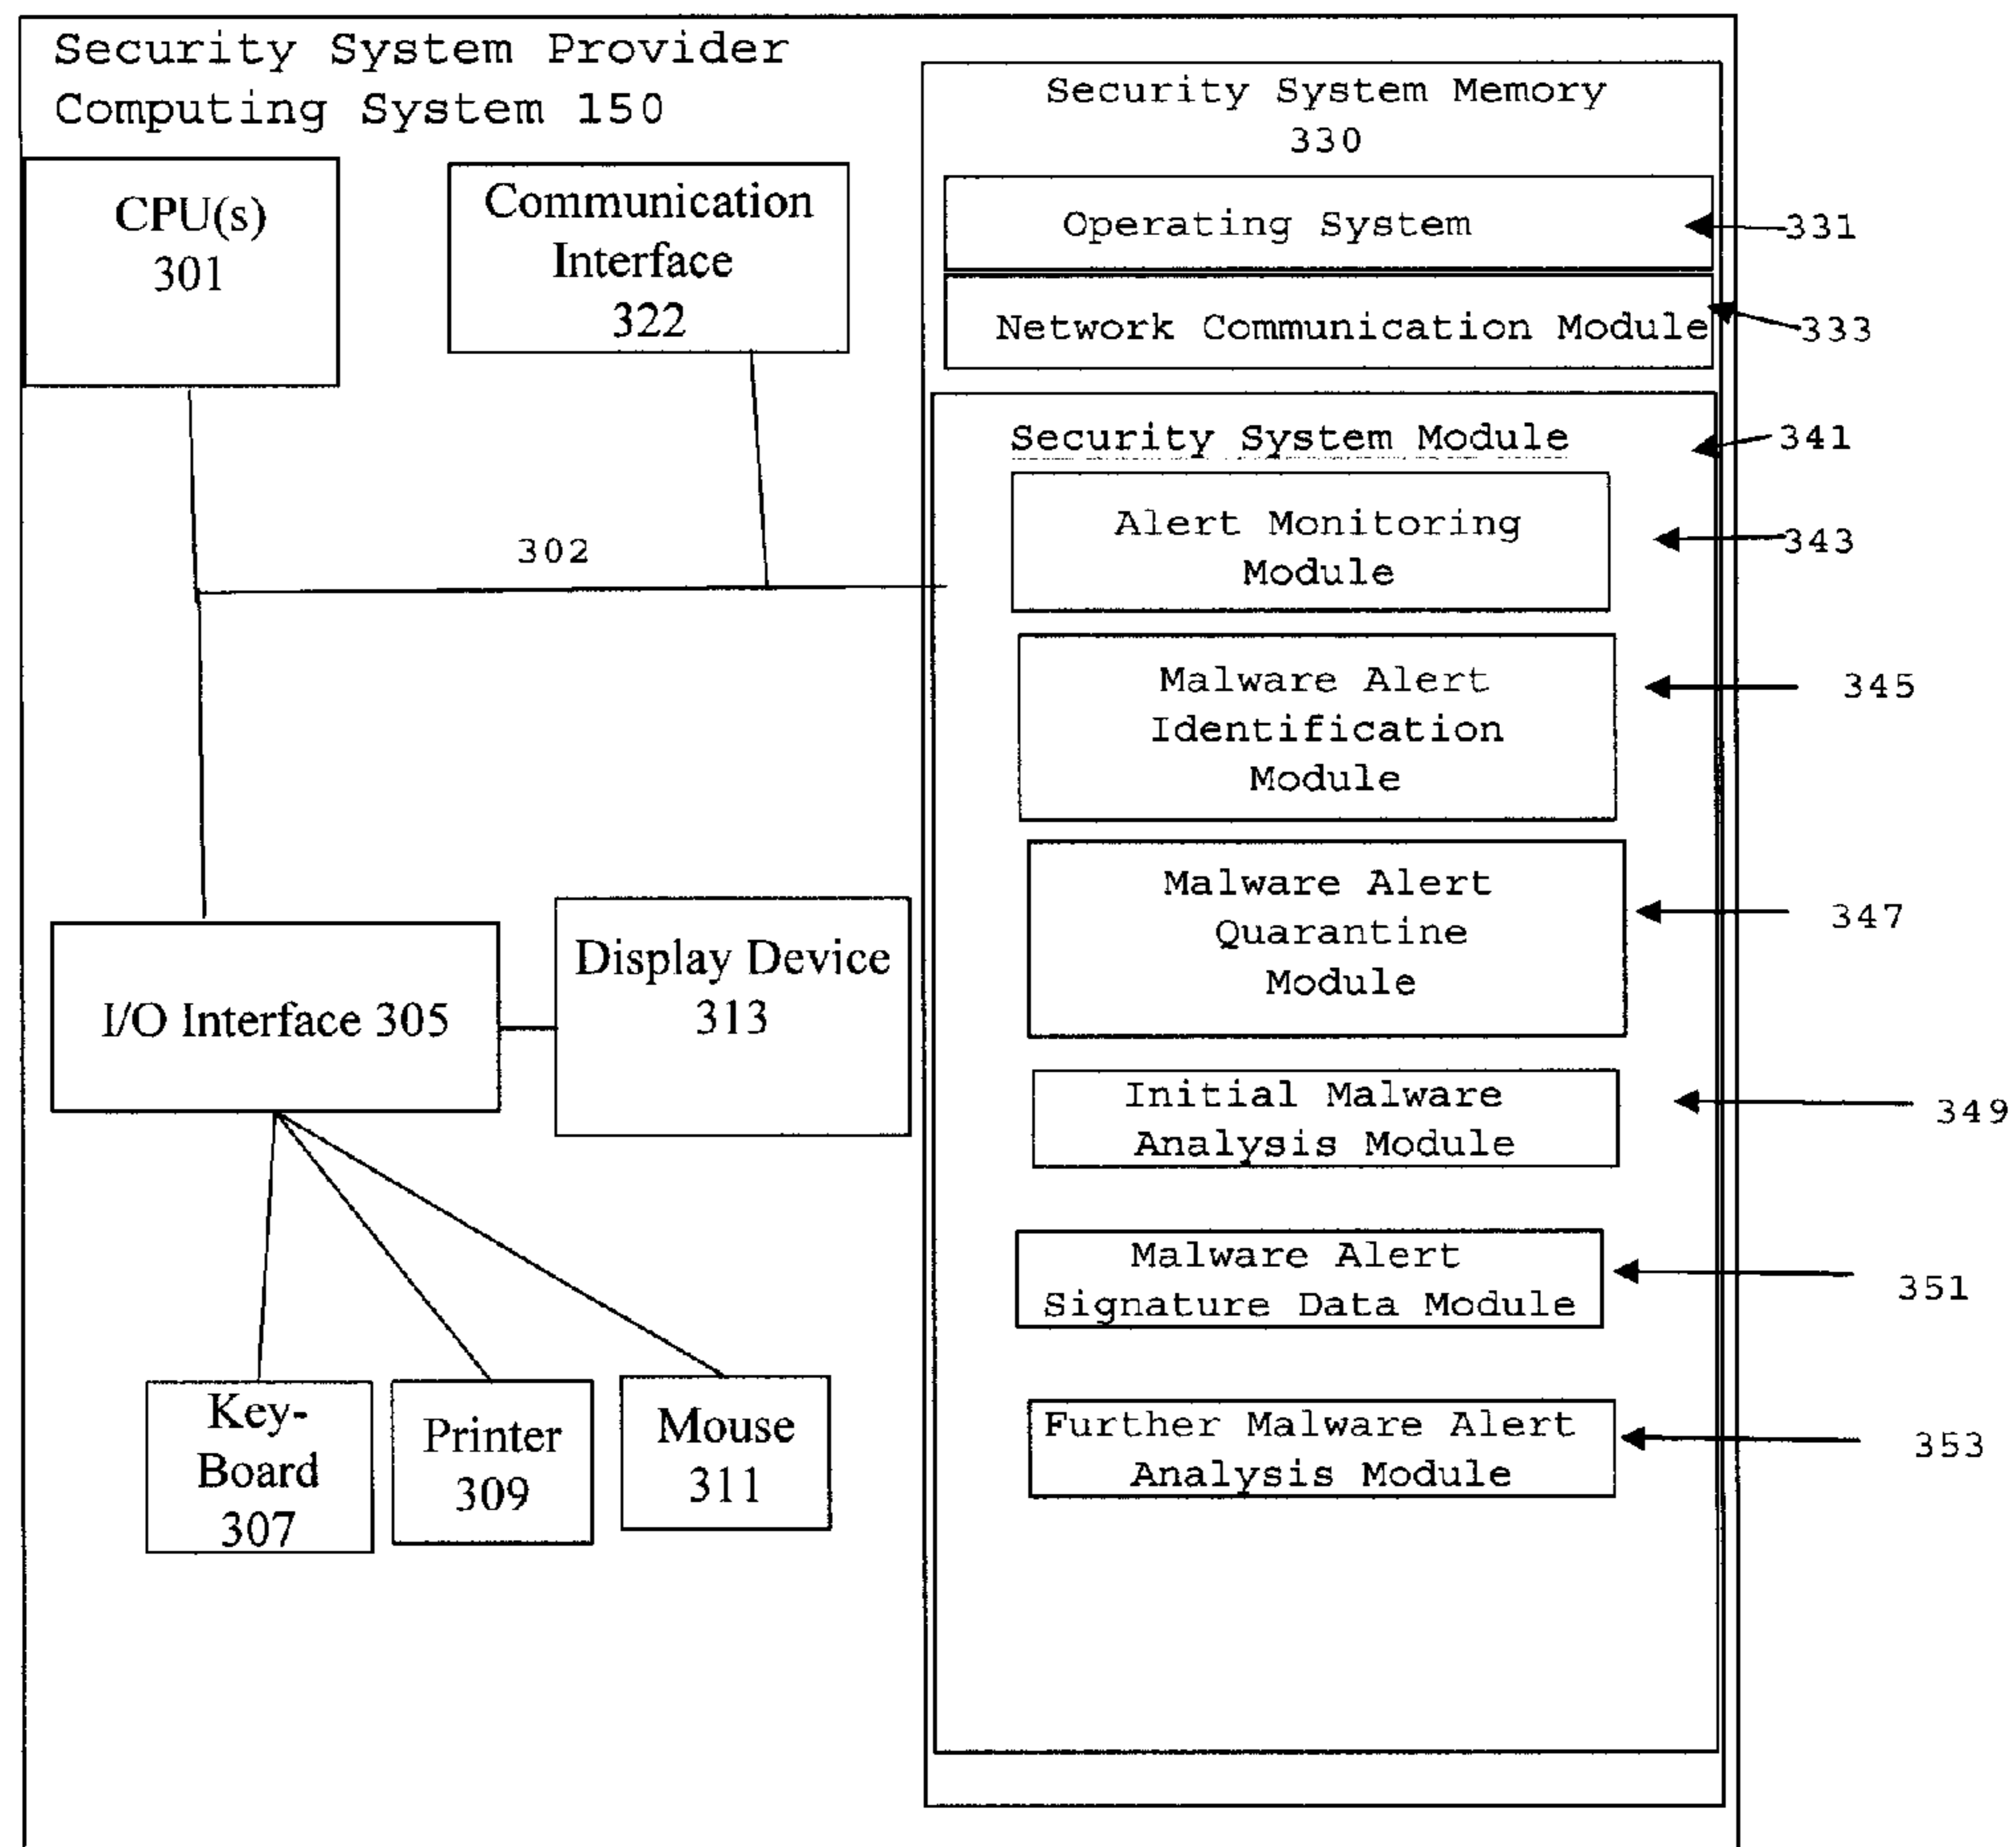 Security System Provider
Computing System 150
CPU(s)
301
Communication
Interface
322
302
I/O Interface 305
Display Device
313
Key-
Board
307
Printer
309
Mouse
311
Security System Memory
330
Operating System
331
Network Communication Module
333
Security System Module
341
Alert Monitoring
Module
343
Malware Alert
Identification
Module
345
Malware Alert
Quarantine
Module
347
Initial Malware
Analysis Module
349
Malware Alert
Signature Data Module
351
Further Malware Alert
Analysis Module
353